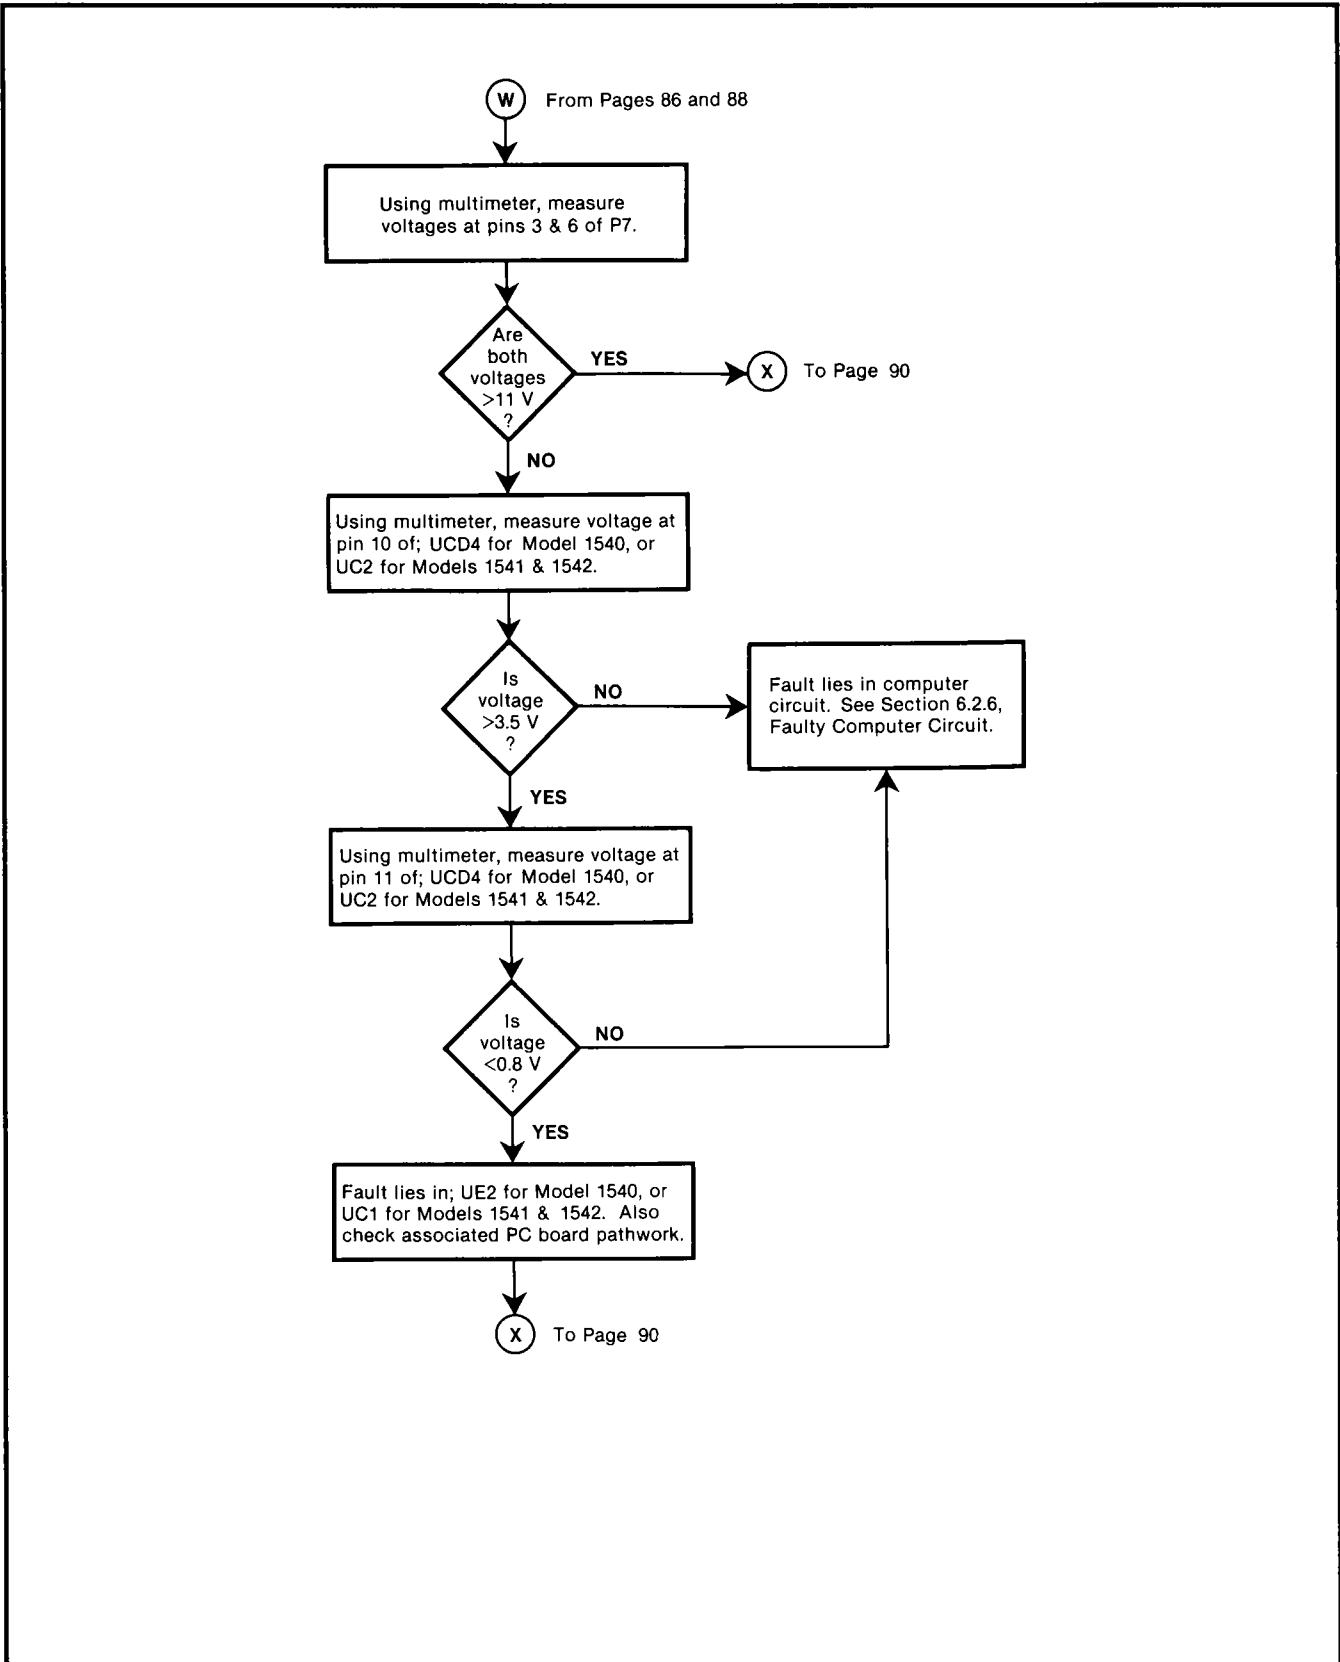 W From Pages 86 and 88
Using multimeter, measure
voltages at pins 3 & 6 of P7.
Are
both
voltages
>11 V
?
YES
X To Page 90
NO
Using multimeter, measure voltage at
pin 10 of; UCD4 for Model 1540, or
UC2 for Models 1541 & 1542.
Is
voltage
>3.5 V
?
NO
Fault lies in computer
circuit. See Section 6.2.6,
Faulty Computer Circuit.
YES
Using multimeter, measure voltage at
pin 11 of; UCD4 for Model 1540, or
UC2 for Models 1541 & 1542.
Is
voltage
<0.8 V
?
NO
YES
Fault lies in; UE2 for Model 1540, or
UC1 for Models 1541 & 1542. Also
check associated PC board pathwork.
X To Page 90